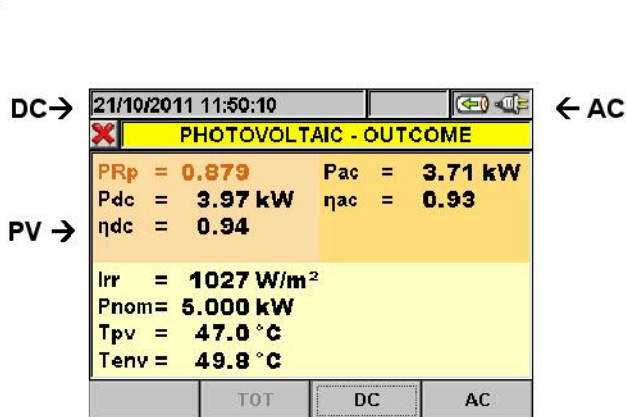 DC→ 21/10/2011 11:50:10 ← AC
PHOTOVOLTAIC - OUTCOME
PRp = 0.879 Pac = 3.71 kW
Pdc = 3.97 kW ηac = 0.93
PV → ηdc = 0.94
Irr = 1027 W/m²
Pnom= 5.000 kW
Tpv = 47.0 °C
Tenv = 49.8 °C
TOT DC AC